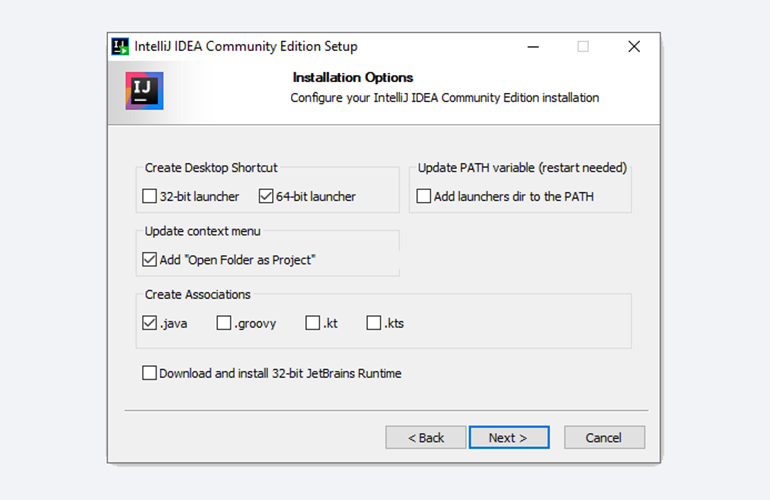 IntelliJ IDEA Community Edition Setup
IJ
Installation Options
Configure your IntelliJ IDEA Community Edition installation
Create Desktop Shortcut
32-bit launcher 64-bit launcher
Update PATH variable (restart needed)
Add launchers dir to the PATH
Update context menu
Add "Open Folder as Project"
Create Associations
.java .groovy .kt .kts
Download and install 32-bit JetBrains Runtime
< Back Next > Cancel